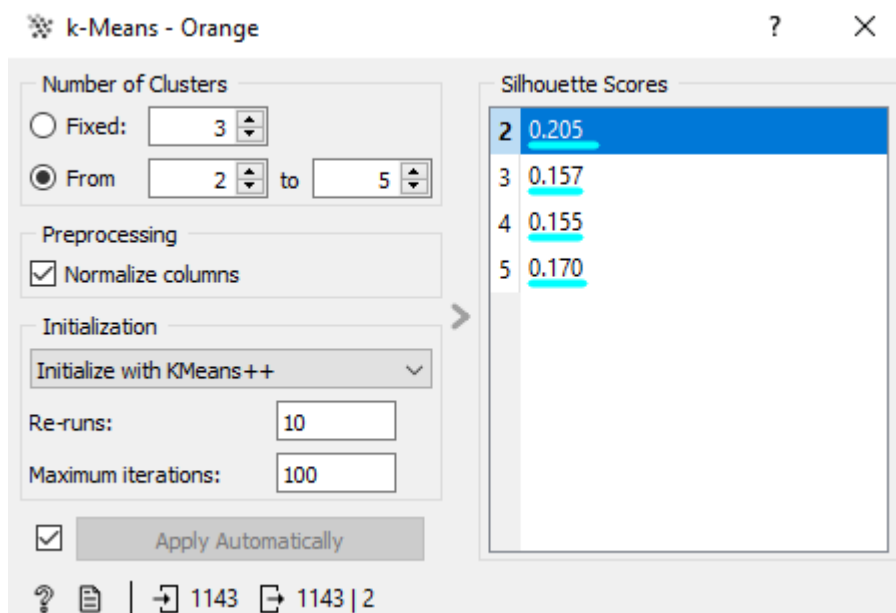 k-Means - Orange
Number of Clusters
Fixed: 3
From 2 to 5
Preprocessing
Normalize columns
Initialization
Initialize with KMeans++
Re-runs: 10
Maximum iterations: 100
Apply Automatically
1143 1143 | 2
Silhouette Scores
2 0.205
3 0.157
4 0.155
5 0.170